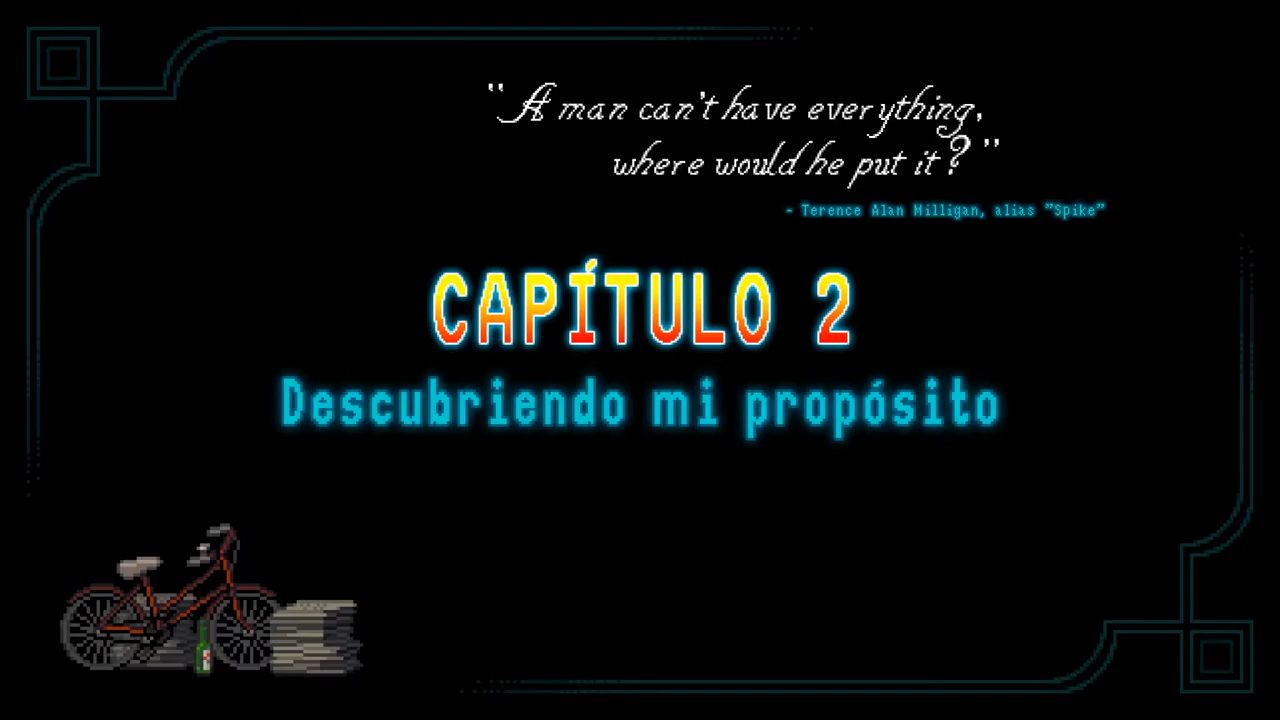 "A man can't have everything,
where would he put it?"
- Terence Alan Milligan, alias "Spike"
CAPÍTULO 2
Descubriendo mi propósito